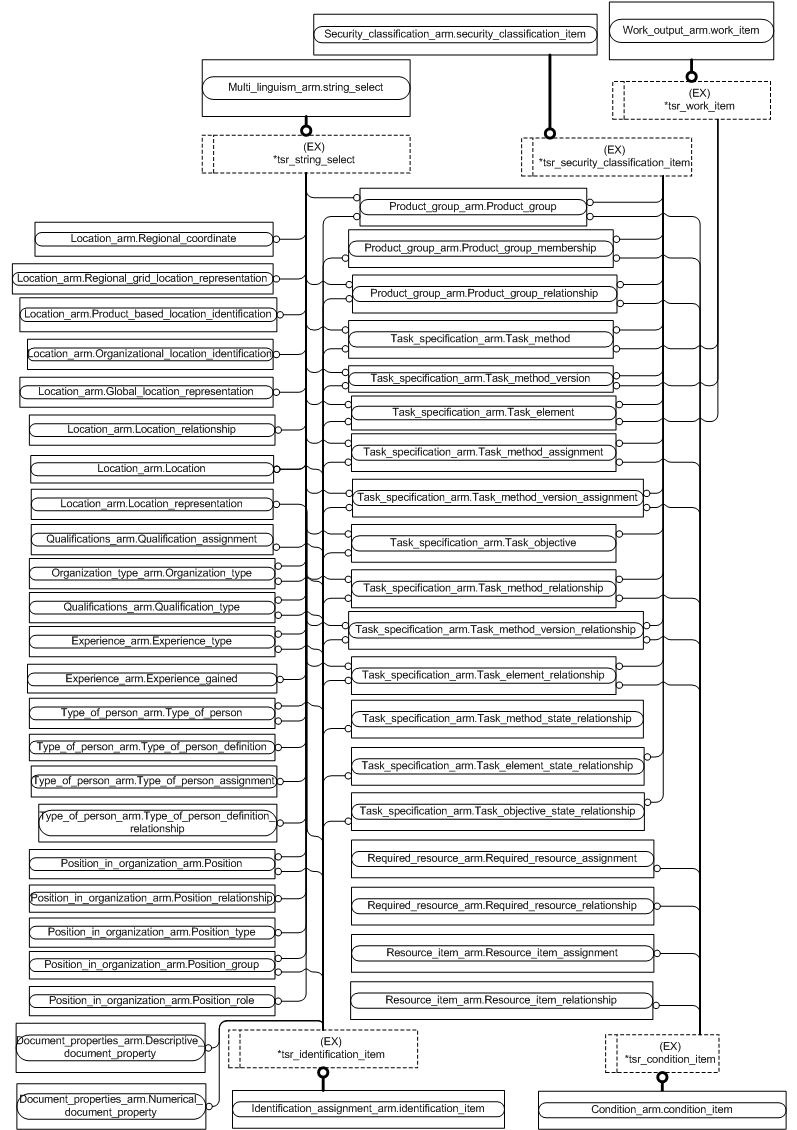 Security_classification_arm.security_classification_item
Work_output_arm.work_item
Multi_linguism_arm.string_select
(EX)
*tsr_work_item
(EX)
*tsr_string_select
(EX)
*tsr_security_classification_item
Product_group_arm.Product_group
Product_group_arm.Product_group_membership
Product_group_arm.Product_group_relationship
Task_specification_arm.Task_method
Task_specification_arm.Task_method_version
Task_specification_arm.Task_element
Task_specification_arm.Task_method_assignment
Task_specification_arm.Task_method_version_assignment
Task_specification_arm.Task_objective
Task_specification_arm.Task_method_relationship
Task_specification_arm.Task_method_version_relationship
Task_specification_arm.Task_element_relationship
Task_specification_arm.Task_method_state_relationship
Task_specification_arm.Task_element_state_relationship
Task_specification_arm.Task_objective_state_relationship
Required_resource_arm.Required_resource_assignment
Required_resource_arm.Required_resource_relationship
Resource_item_arm.Resource_item_assignment
Resource_item_arm.Resource_item_relationship
Location_arm.Regional_coordinate
Location_arm.Regional_grid_location_representation
Location_arm.Product_based_location_identification
Location_arm.Organizational_location_identification
Location_arm.Global_location_representation
Location_arm.Location_relationship
Location_arm.Location
Location_arm.Location_representation
Qualifications_arm.Qualification_assignment
Organization_type_arm.Organization_type
Qualifications_arm.Qualification_type
Experience_arm.Experience_type
Experience_arm.Experience_gained
Type_of_person_arm.Type_of_person
Type_of_person_arm.Type_of_person_definition
Type_of_person_arm.Type_of_person_assignment
Type_of_person_arm.Type_of_person_definition_
relationship
Position_in_organization_arm.Position
Position_in_organization_arm.Position_relationship
Position_in_organization_arm.Position_type
Position_in_organization_arm.Position_group
Position_in_organization_arm.Position_role
Document_properties_arm.Descriptive_
document_property
Document_properties_arm.Numerical_
document_property
(EX)
*tsr_identification_item
Identification_assignment_arm.identification_item
(EX)
*tsr_condition_item
Condition_arm.condition_item